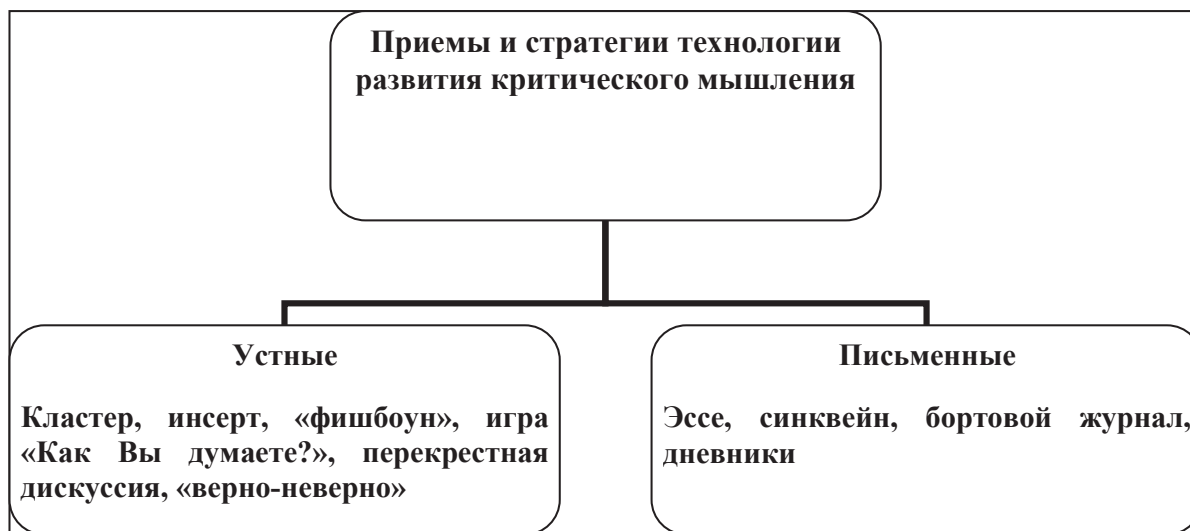 Приемы и стратегии технологии
развития критического мышления
Устные
Кластер, инсерт, «фишбоун», игра
«Как Вы думаете?», перекрестная
дискуссия, «верно-неверно»
Письменные
Эссе, синквейн, бортовой журнал,
дневники